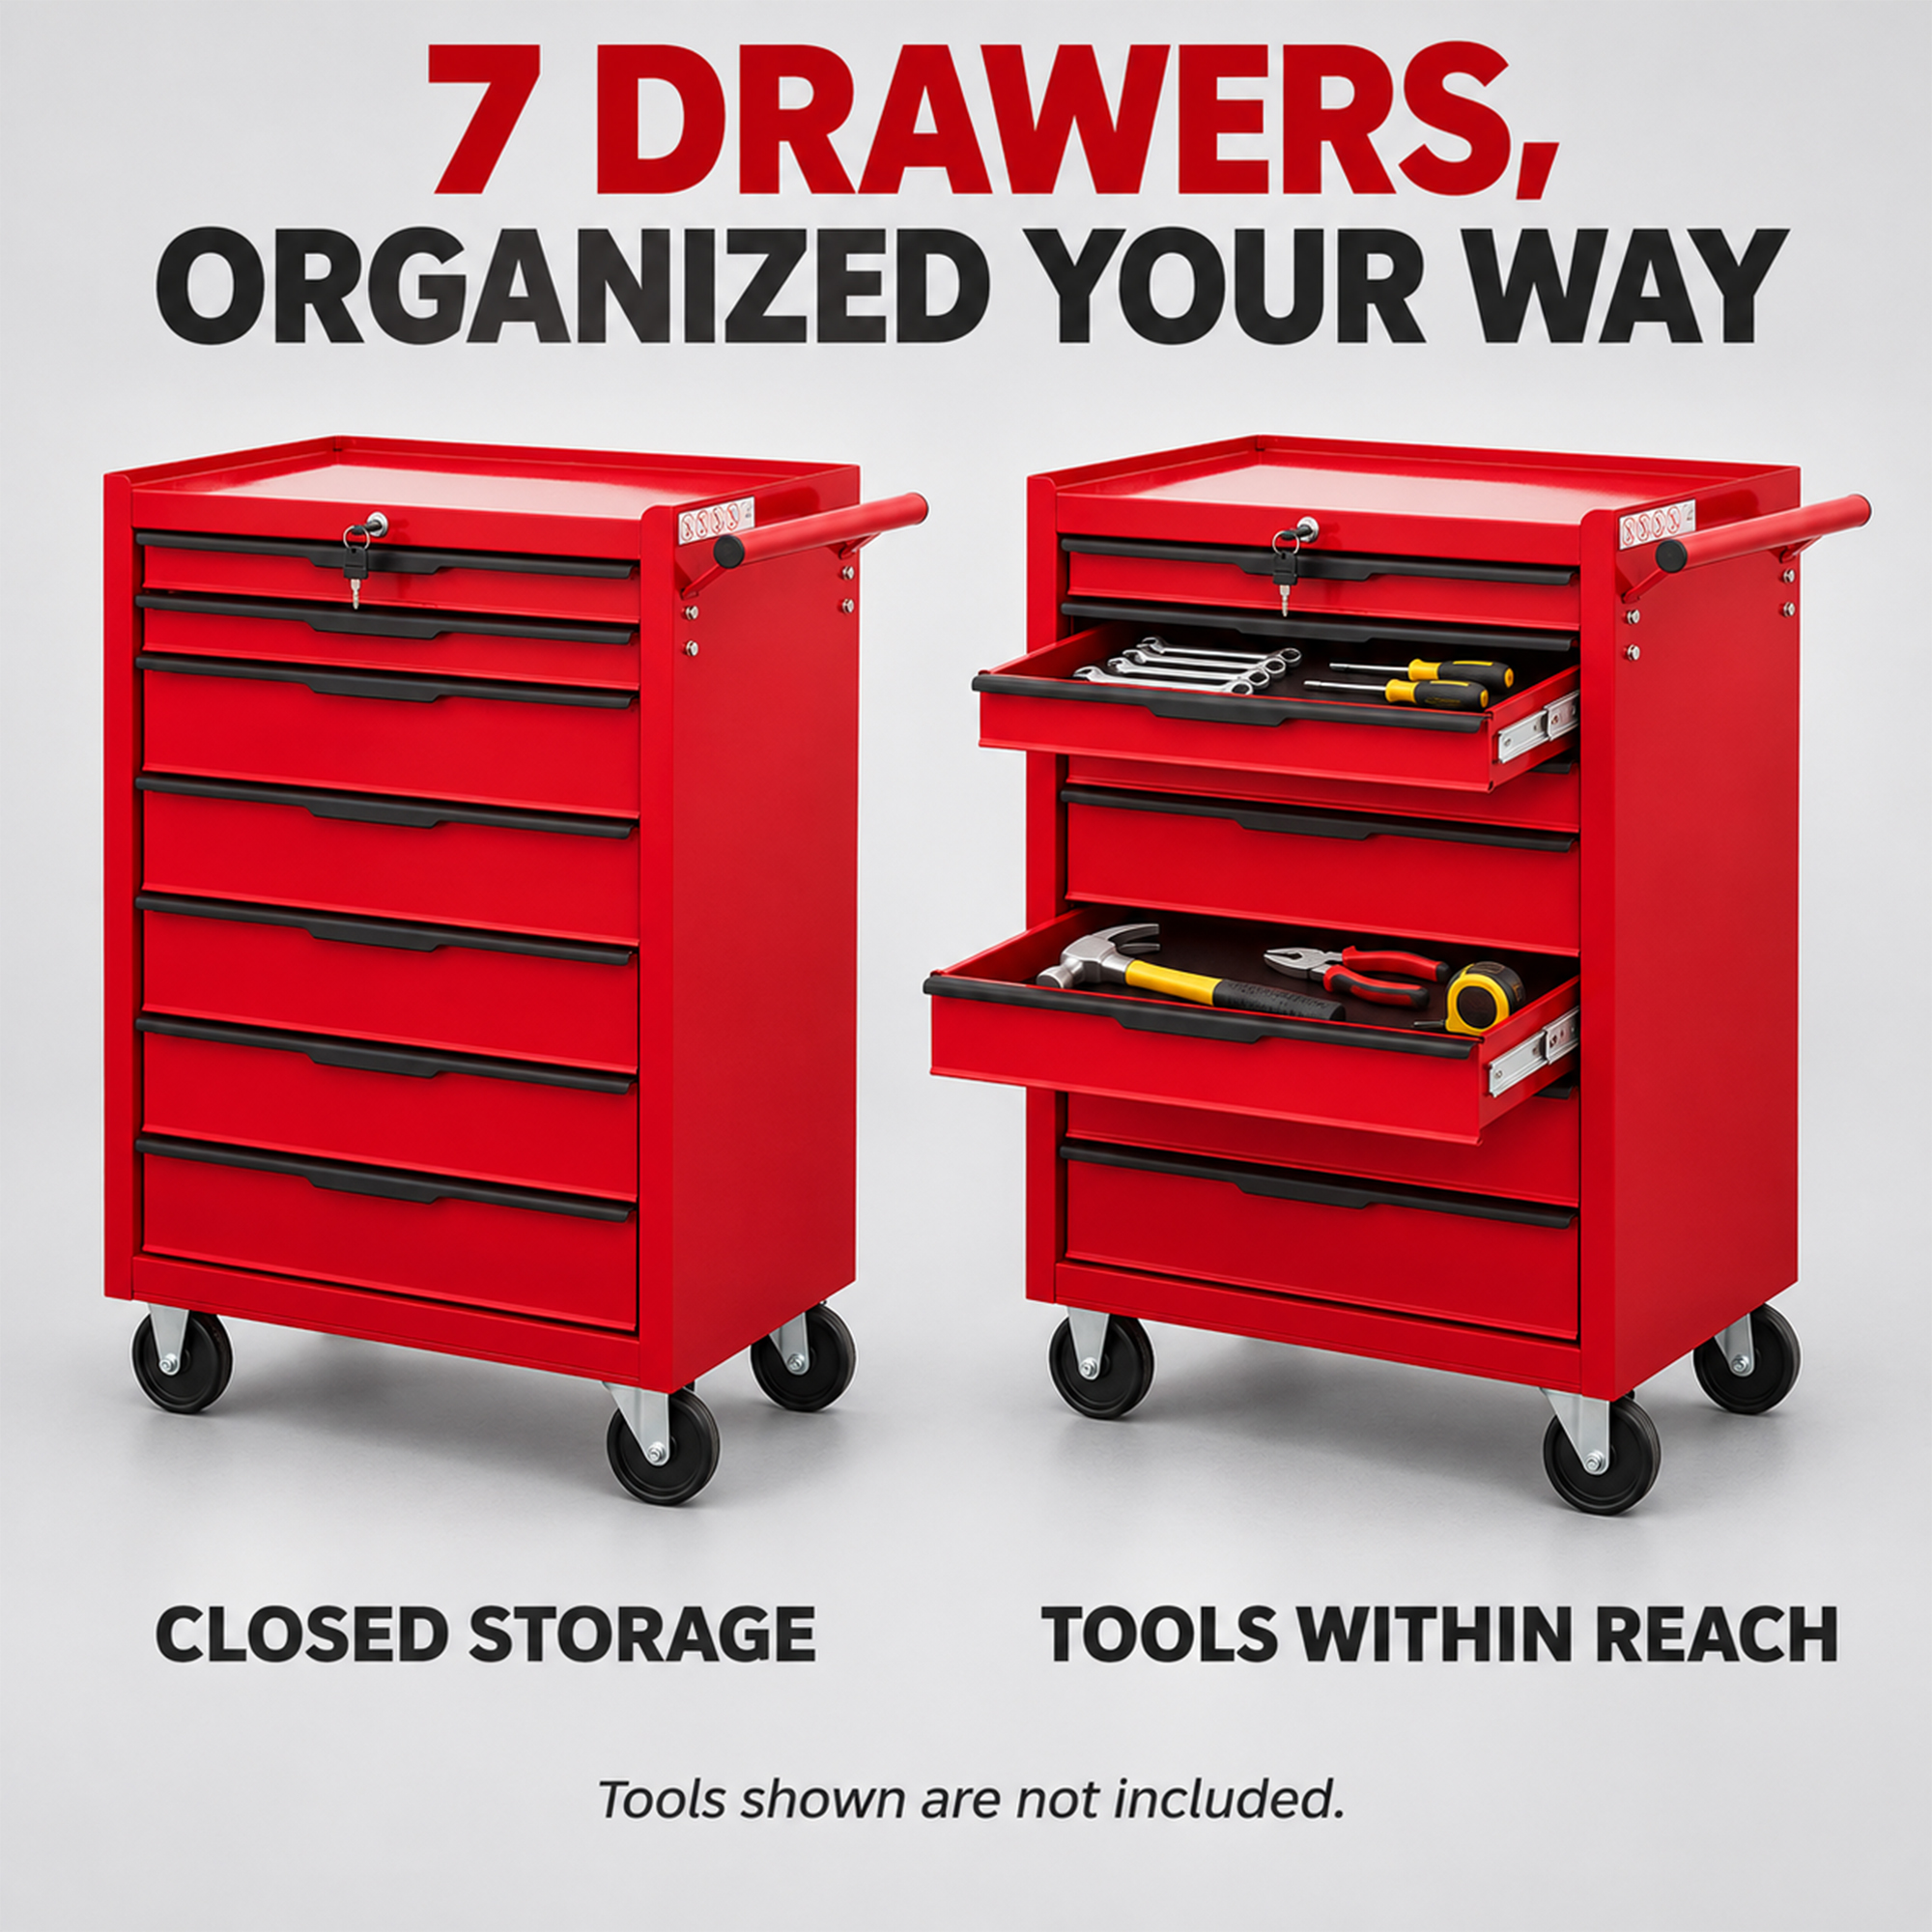 7 DRAWERS,
ORGANIZED YOUR WAY
CLOSED STORAGE
TOOLS WITHIN REACH
Tools shown are not included.